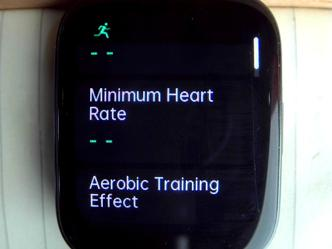 --
Minimum Heart
Rate
--
Aerobic Training
Effect